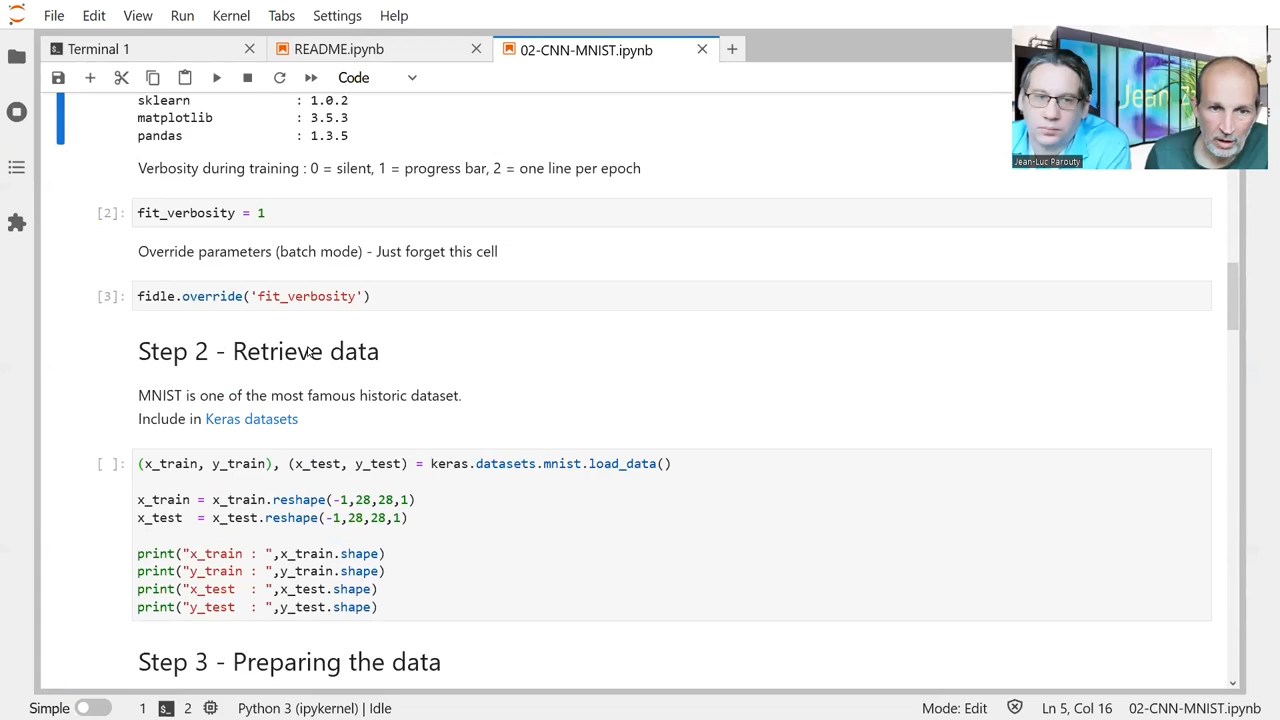 File Edit View Run Kernel Tabs Settings Help
Terminal 1
README.ipynb
02-CNN-MNIST.ipynb
Code
sklearn : 1.0.2
matplotlib : 3.5.3
pandas : 1.3.5
Verbosity during training : 0 = silent, 1 = progress bar, 2 = one line per epoch
[2]: fit_verbosity = 1
Override parameters (batch mode) - Just forget this cell
[3]: fidle.override('fit_verbosity')
Step 2 - Retrieve data
MNIST is one of the most famous historic dataset.
Include in Keras datasets
[ ]: (x_train, y_train), (x_test, y_test) = keras.datasets.mnist.load_data()
x_train = x_train.reshape(-1,28,28,1)
x_test  = x_test.reshape(-1,28,28,1)
print("x_train : ",x_train.shape)
print("y_train : ",y_train.shape)
print("x_test  : ",x_test.shape)
print("y_test  : ",y_test.shape)
Step 3 - Preparing the data
Jean Z
Jean-Luc Parouty
Simple 1 2 Python 3 (ipykernel) | Idle Mode: Edit Ln 5, Col 16 02-CNN-MNIST.ipynb